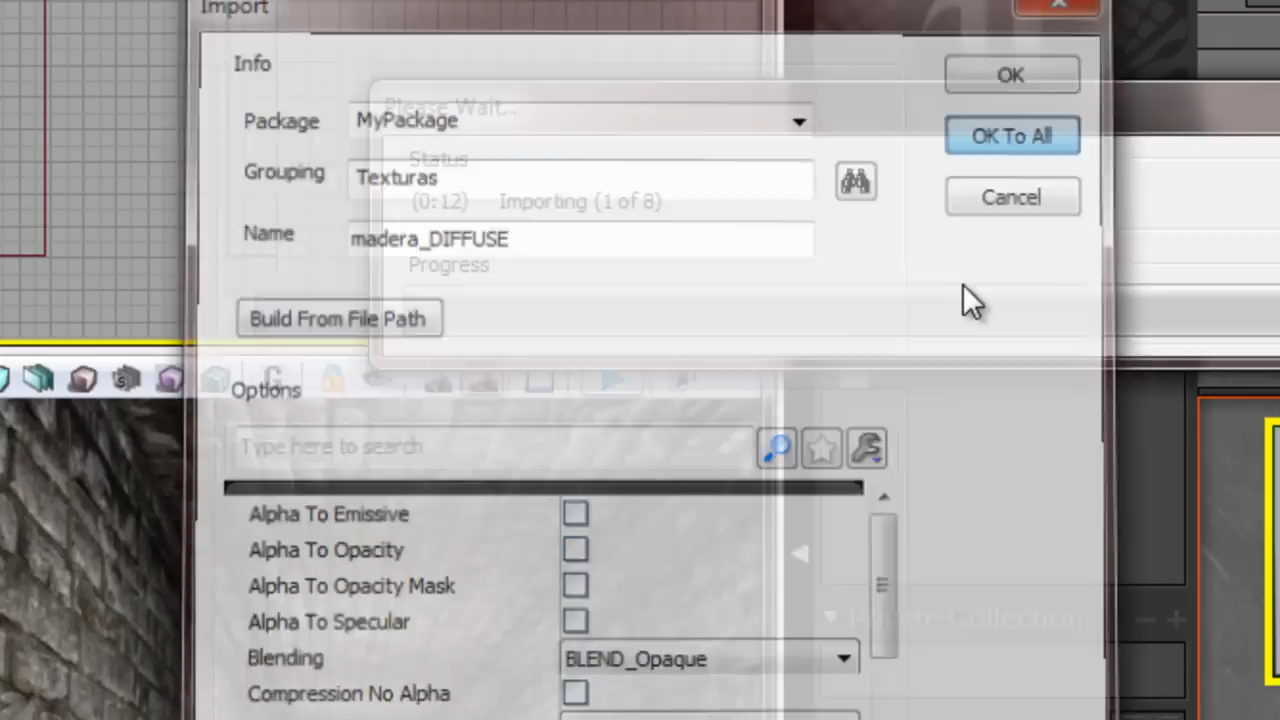 Import
Info
OK
Please Wait...
Package
MyPackage
OK To All
Status
Grouping
Texturas
Cancel
(0:12) Importing (1 of 8)
Name
madera_DIFFUSE
Progress
Build From File Path
Options
Type here to search
Alpha To Emissive
Alpha To Opacity
Alpha To Opacity Mask
Alpha To Specular
Private Collections
Blending
BLEND_Opaque
Compression No Alpha